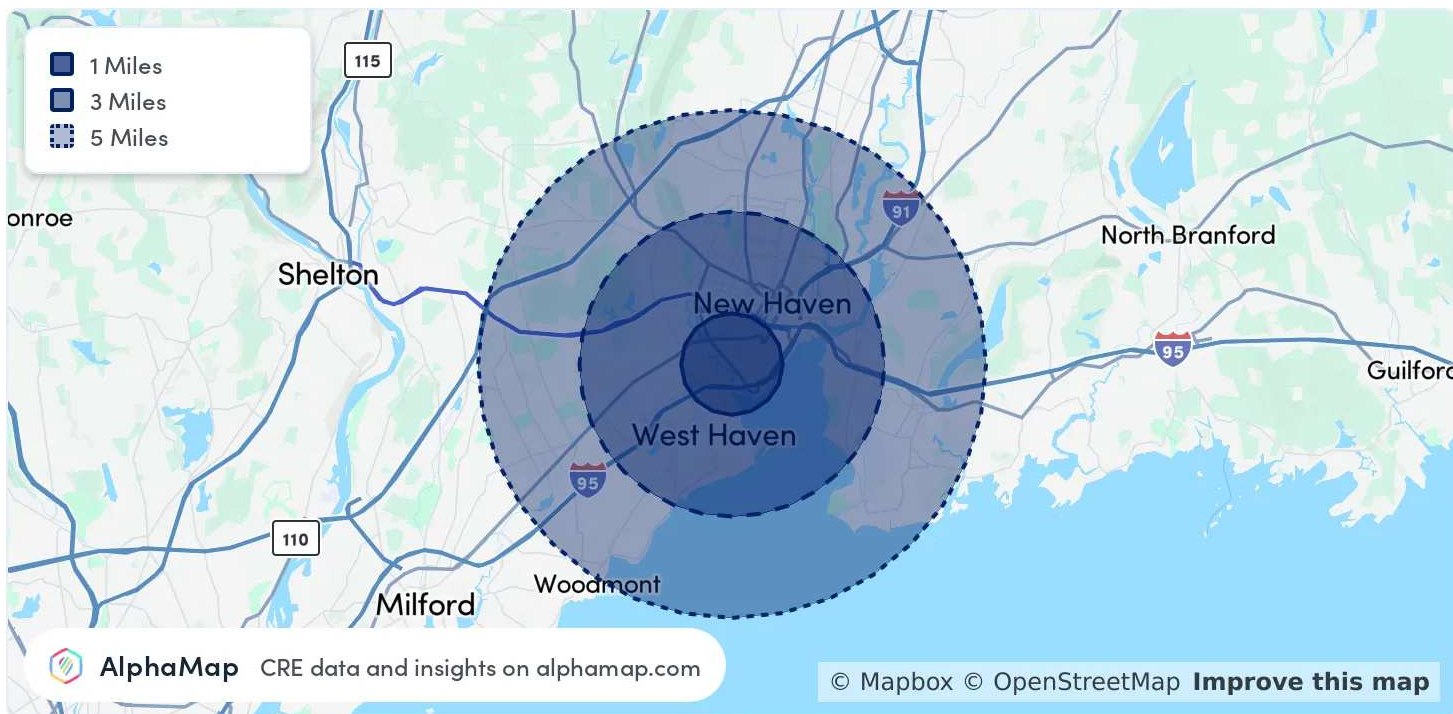 1 Miles
3 Miles
5 Miles
115
91
onroe
North Branford
Shelton
New Haven
95
Guilford
West Haven
95
110
Woodmont
Milford
AlphaMap CRE data and insights on alphamap.com
© Mapbox © OpenStreetMap Improve this map